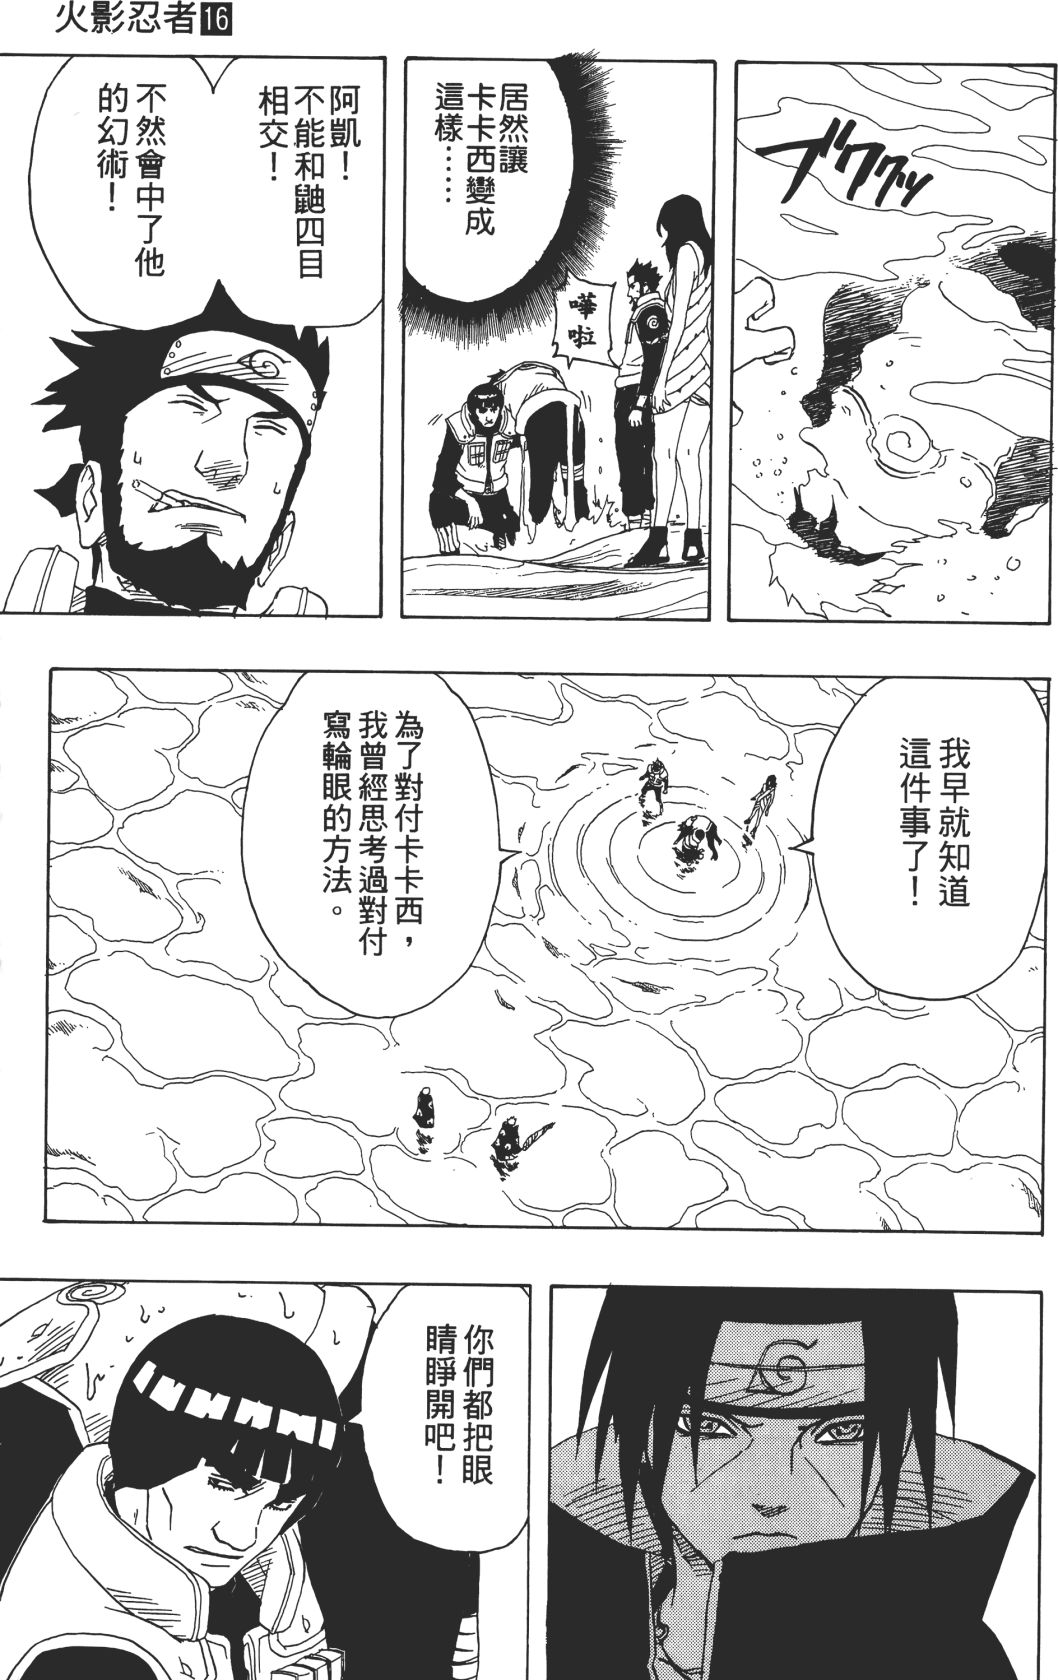 火影忍者16
ブワワワッ
居然讓
卡卡西變成
這樣……
嘩啦
阿凱！
不能和鼬四目
相交！
不然會中了他
的幻術！
我早就知道
這件事了！
為了對付卡卡西，
我曾經思考過對付
寫輪眼的方法。
你們都把眼
睛睜開吧！